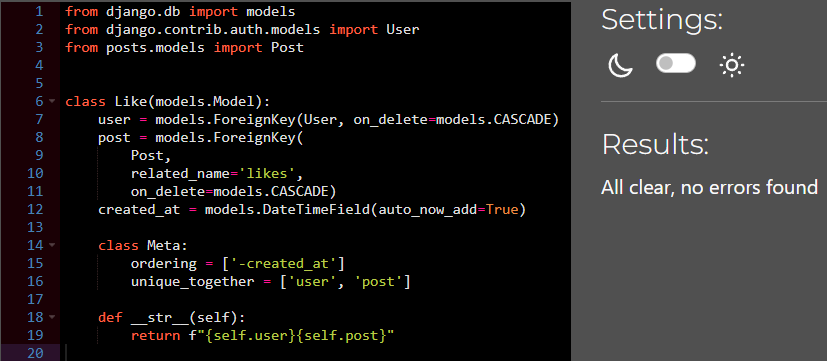 1 from django.db import models
2 from django.contrib.auth.models import User
3 from posts.models import Post
4
5
6 class Like(models.Model):
7     user = models.ForeignKey(User, on_delete=models.CASCADE)
8     post = models.ForeignKey(
9         Post,
10         related_name='likes',
11         on_delete=models.CASCADE)
12     created_at = models.DateTimeField(auto_now_add=True)
13
14     class Meta:
15         ordering = ['-created_at']
16         unique_together = ['user', 'post']
17
18     def __str__(self):
19         return f"{self.user}{self.post}"
20
Settings:
Results:
All clear, no errors found